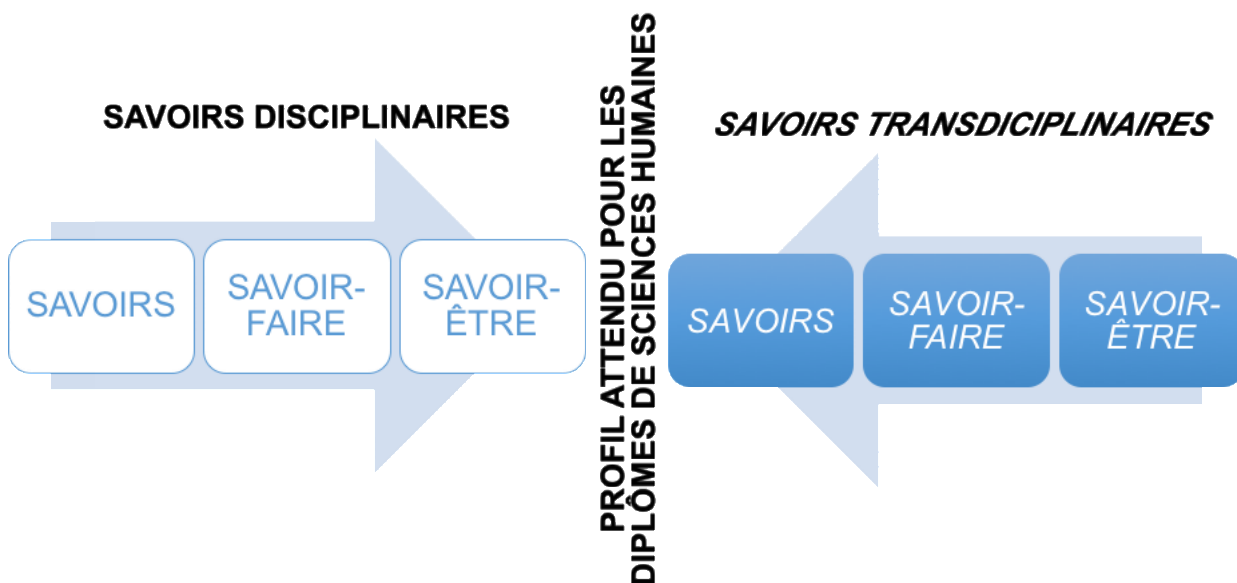 SAVOIRS DISCIPLINAIRES
SAVOIRS
SAVOIR-
FAIRE
SAVOIR-
ÊTRE
PROFIL ATTENDU POUR LES
DIPLÔMES DE SCIENCES HUMAINES
SAVOIRS TRANSDICIPLINAIRES
SAVOIRS
SAVOIR-
FAIRE
SAVOIR-
ÊTRE